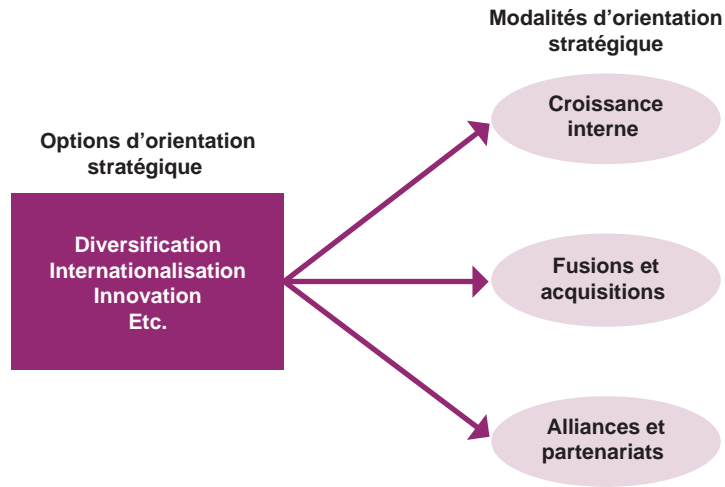 Modalités d'orientation
stratégique
Croissance
interne
Options d'orientation
stratégique
Diversification
Internationalisation
Innovation
Etc.
Fusions et
acquisitions
Alliances et
partenariats